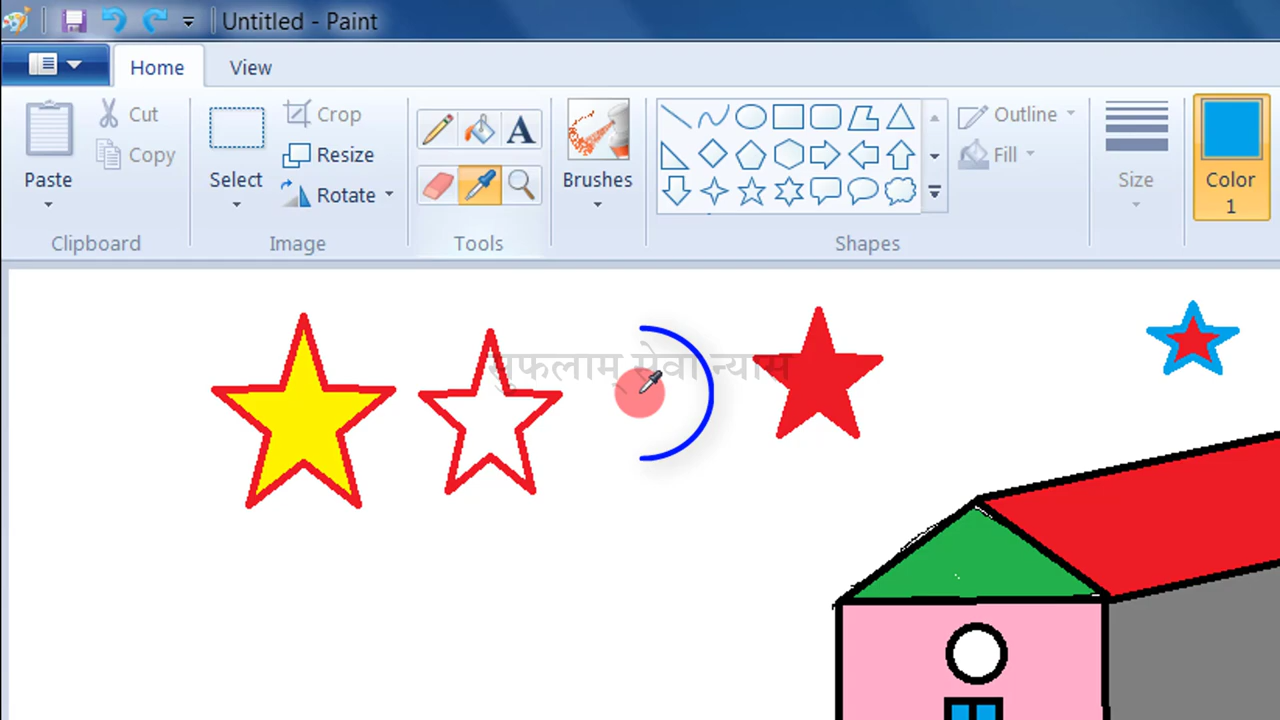 Untitled - Paint
Home View
Paste
Cut
Copy
Clipboard
Select
Crop
Resize
Rotate
Image
A
Tools
Brushes
Shapes
Outline
Fill
Size
Color
1
सुफलाम् सेवा न्यास